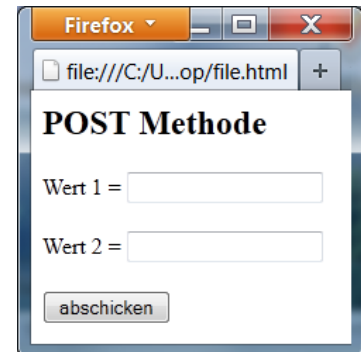 Firefox
file:///C:/U...op/file.html +
POST Methode
Wert 1 =
Wert 2 =
abschicken